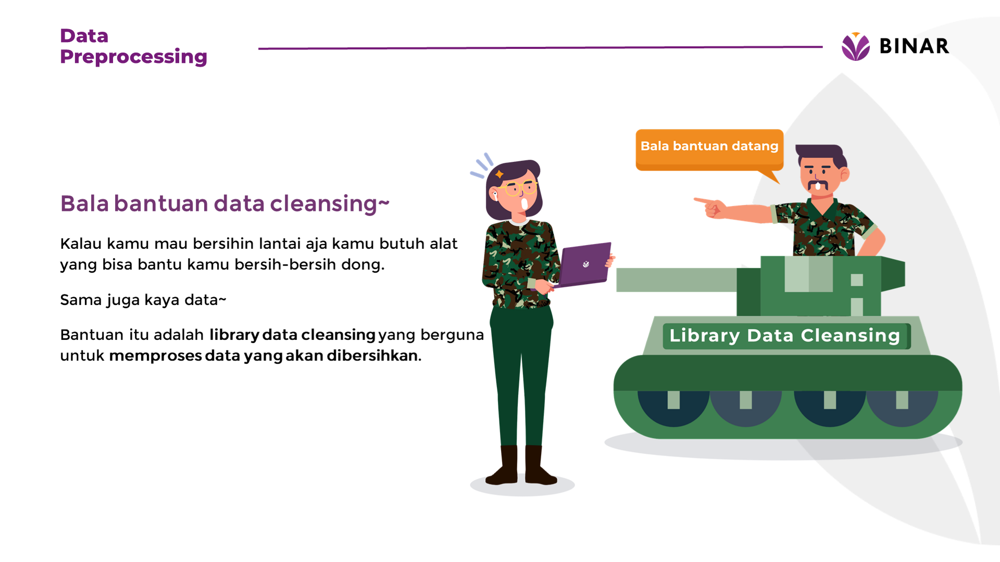 Data
Preprocessing
BINAR
Bala bantuan datang
Bala bantuan data cleansing~
Kalau kamu mau bersihin lantai aja kamu butuh alat
yang bisa bantu kamu bersih-bersih dong.
Sama juga kaya data~
Bantuan itu adalah library data cleansing yang berguna
untuk memproses data yang akan dibersihkan.
Library Data Cleansing